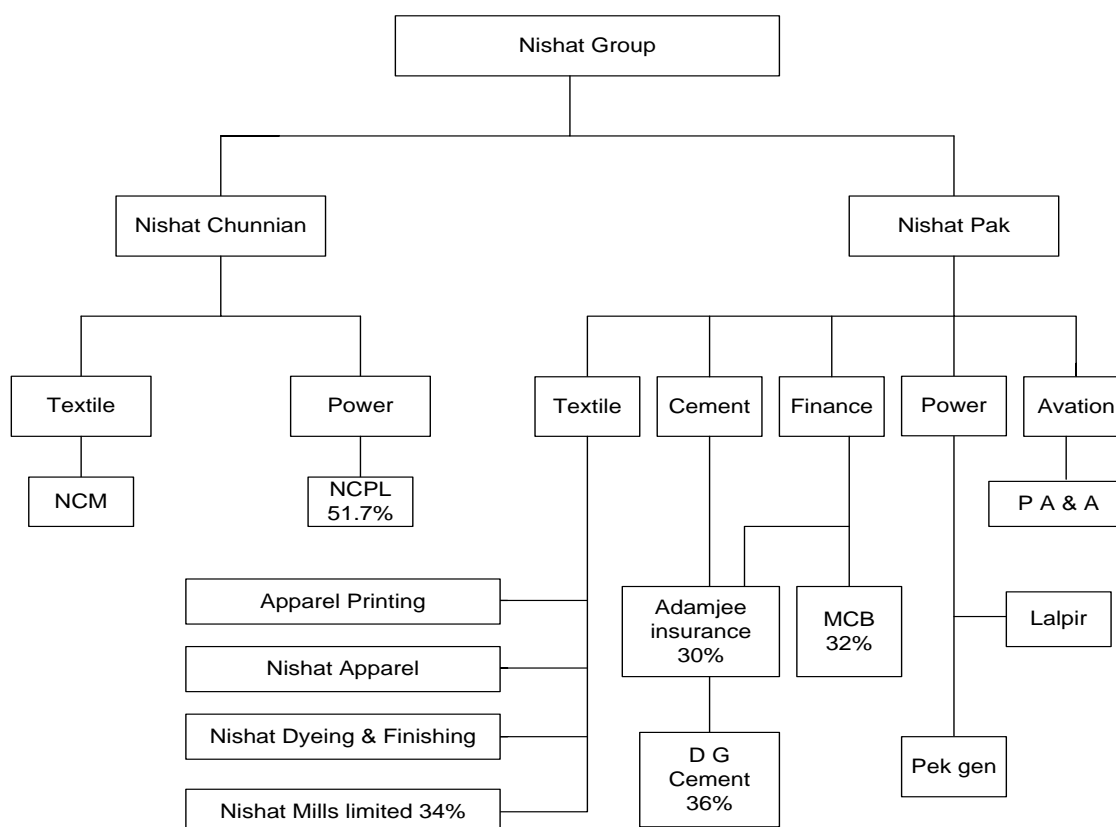 Nishat Group
Nishat Chunnian
Nishat Pak
Textile
Power
Textile
Cement
Finance
Power
Avation
NCM
NCPL
51.7%
P A & A
Apparel Printing
Adamjee
insurance
30%
MCB
32%
Lalpir
Nishat Apparel
Nishat Dyeing & Finishing
D G
Cement
36%
Pek gen
Nishat Mills limited 34%